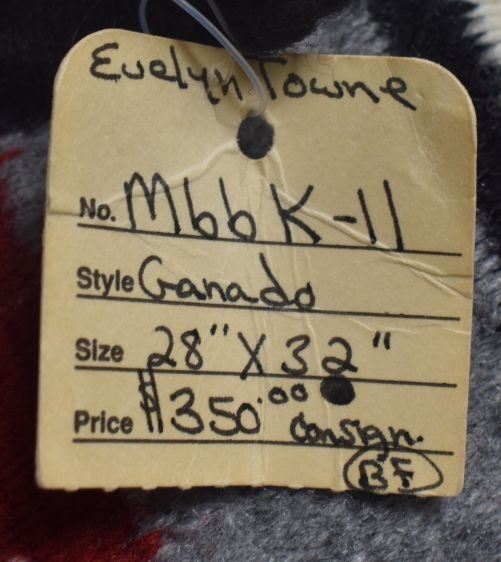 Evelyn Towne
No. M66K-11
Style Ganado
Size 28" X 32"
Price $350.00 consign.
BF